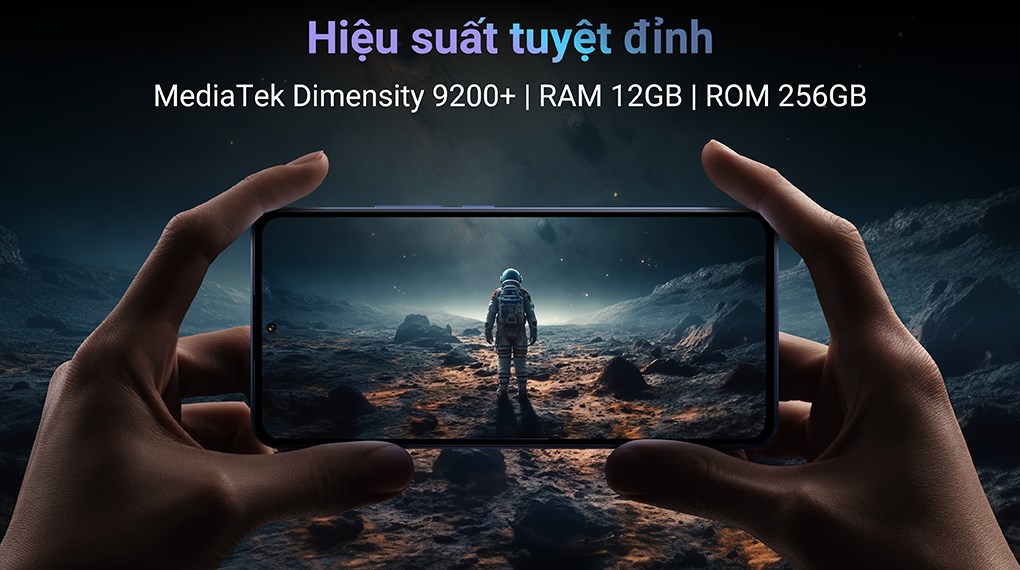 Hiệu suất tuyệt đỉnh
MediaTek Dimensity 9200+ | RAM 12GB | ROM 256GB